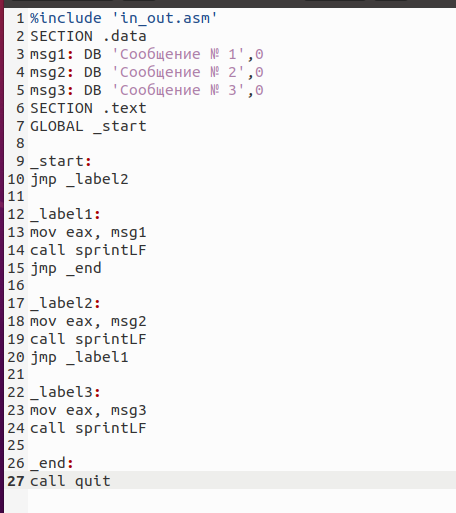 1 %include 'in_out.asm'
2 SECTION .data
3 msg1: DB 'Сообщение № 1',0
4 msg2: DB 'Сообщение № 2',0
5 msg3: DB 'Сообщение № 3',0
6 SECTION .text
7 GLOBAL _start
8
9 _start:
10 jmp _label2
11
12 _label1:
13 mov eax, msg1
14 call sprintLF
15 jmp _end
16
17 _label2:
18 mov eax, msg2
19 call sprintLF
20 jmp _label1
21
22 _label3:
23 mov eax, msg3
24 call sprintLF
25
26 _end:
27 call quit